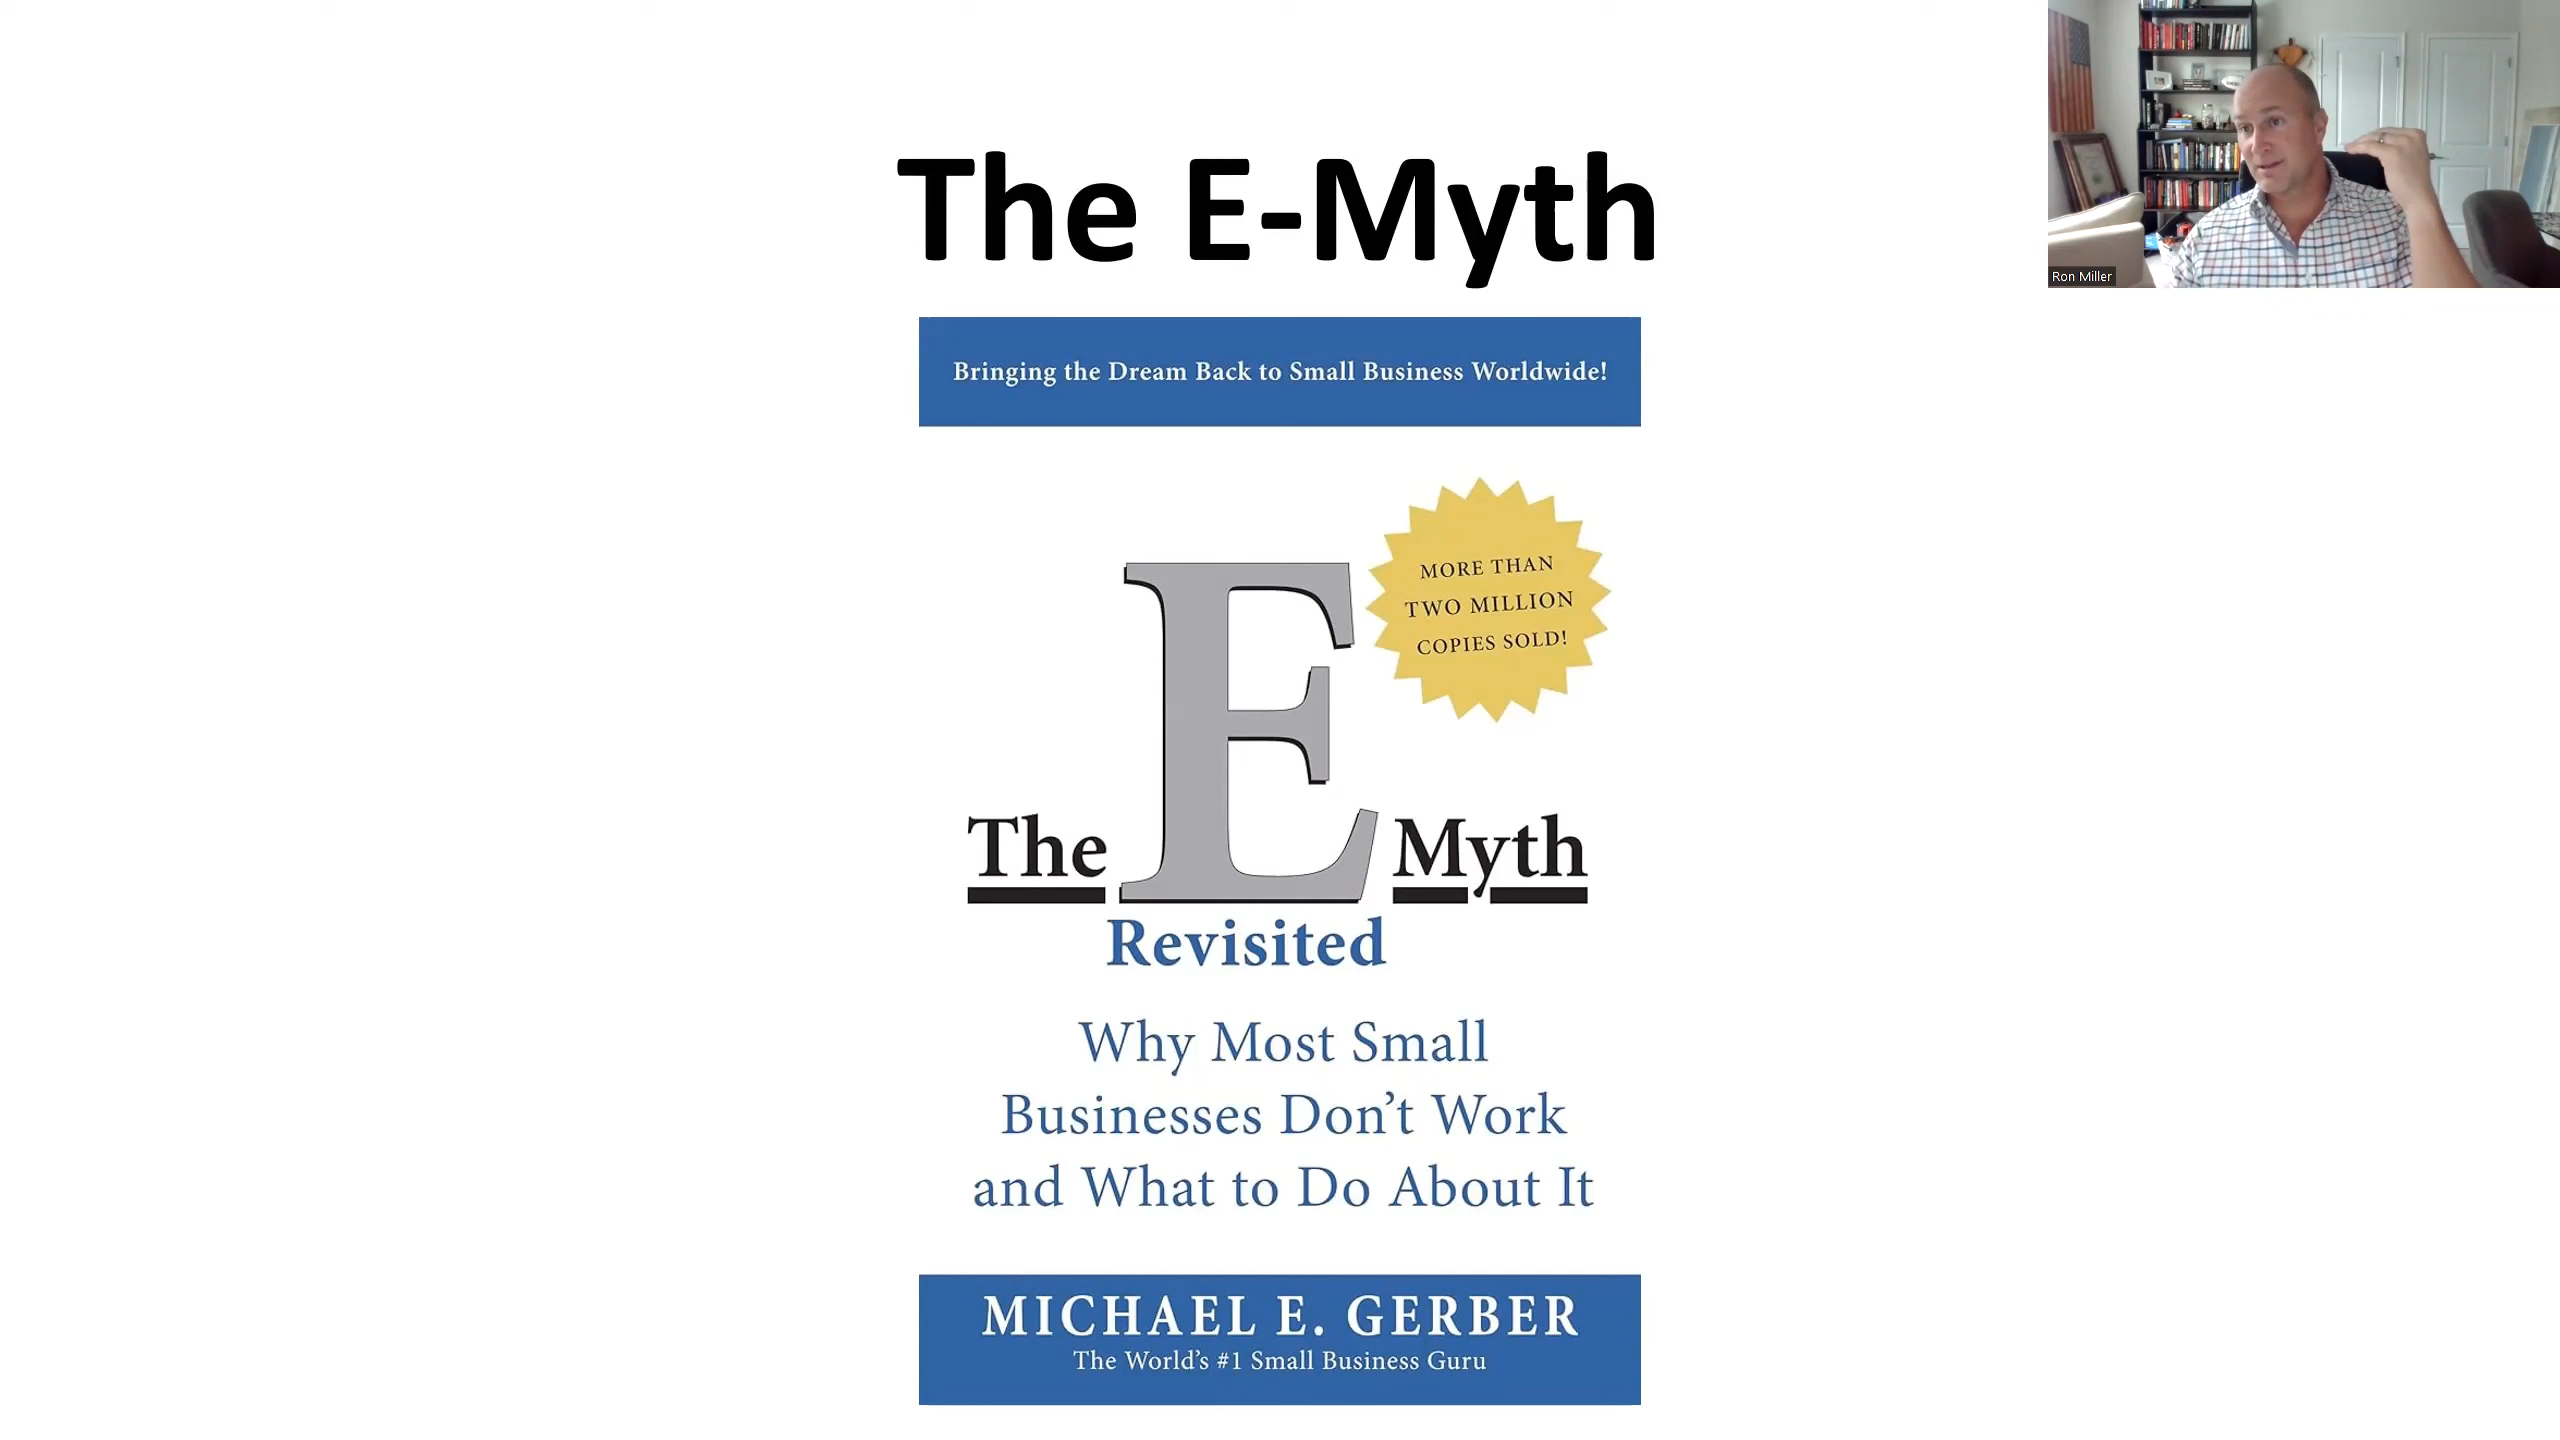 The E-Myth
Ron Miller
Bringing the Dream Back to Small Business Worldwide!
MORE THAN
TWO MILLION
COPIES SOLD!
The E Myth
Revisited
Why Most Small
Businesses Don't Work
and What to Do About It
MICHAEL E. GERBER
The World's #1 Small Business Guru